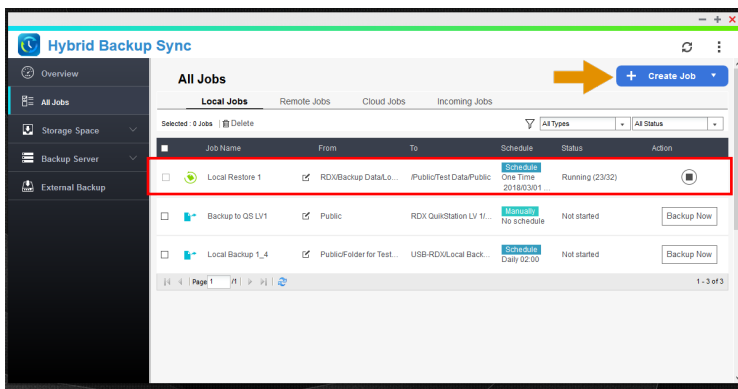 Hybrid Backup Sync
Overview
All Jobs
Storage Space
Backup Server
External Backup
All Jobs
+ Create Job
Local Jobs Remote Jobs Cloud Jobs Incoming Jobs
Selected : 0 Jobs | Delete All Types All Status
Job Name From To Schedule Status Action
Local Restore 1 RDX/Backup Data/Lo... /Public/Test Data/Public Schedule One Time 2018/03/01 ... Running (23/32)
Backup to QS LV1 Public RDX QuikStation LV 1/... Manually No schedule Not started Backup Now
Local Backup 1_4 Public/Folder for Test... USB-RDX/Local Back... Schedule Daily 02:00 Not started Backup Now
Page 1 /1 1 - 3 of 3